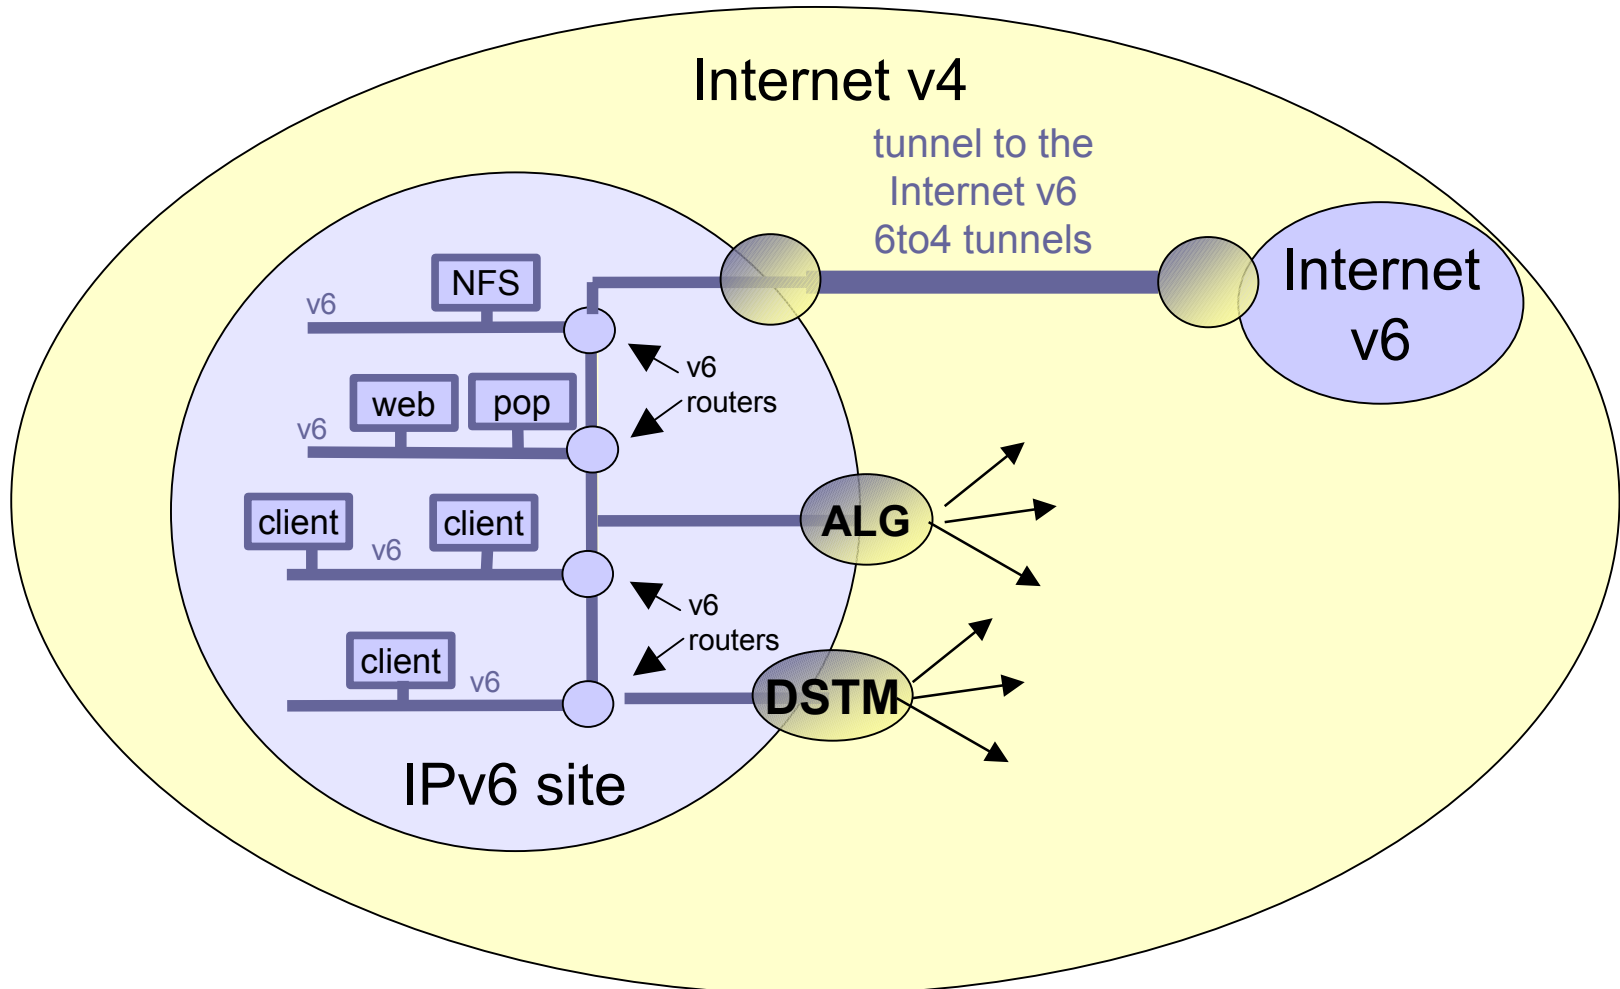 Internet v4
tunnel to the
Internet v6
6to4 tunnels
Internet
v6
NFS
v6
v6
routers
web
pop
v6
client
client
v6
ALG
v6
routers
client
v6
DSTM
IPv6 site